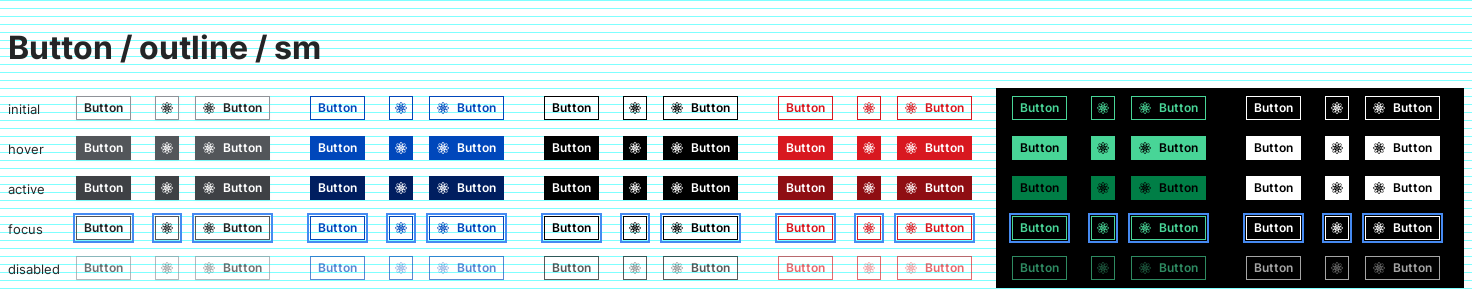 Button / outline / sm
initial Button Button Button Button Button Button Button Button Button Button Button Button
hover Button Button Button Button Button Button Button Button Button Button Button Button
active Button Button Button Button Button Button Button Button Button Button Button Button
focus Button Button Button Button Button Button Button Button Button Button Button Button
disabled Button Button Button Button Button Button Button Button Button Button Button Button